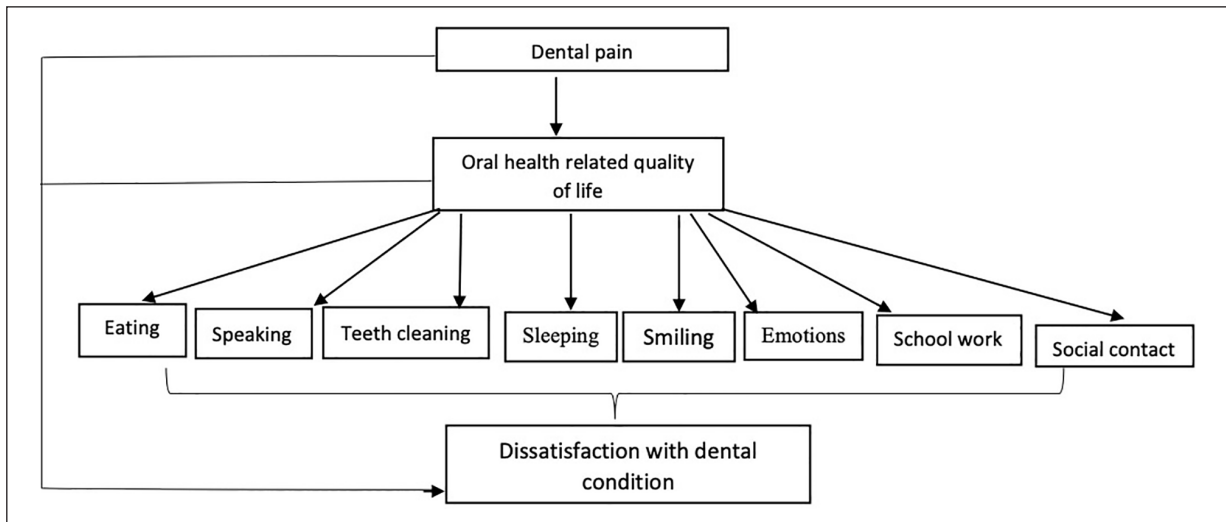 Dental pain
Oral health related quality
of life
Eating
Speaking
Teeth cleaning
Sleeping
Smiling
Emotions
School work
Social contact
Dissatisfaction with dental
condition